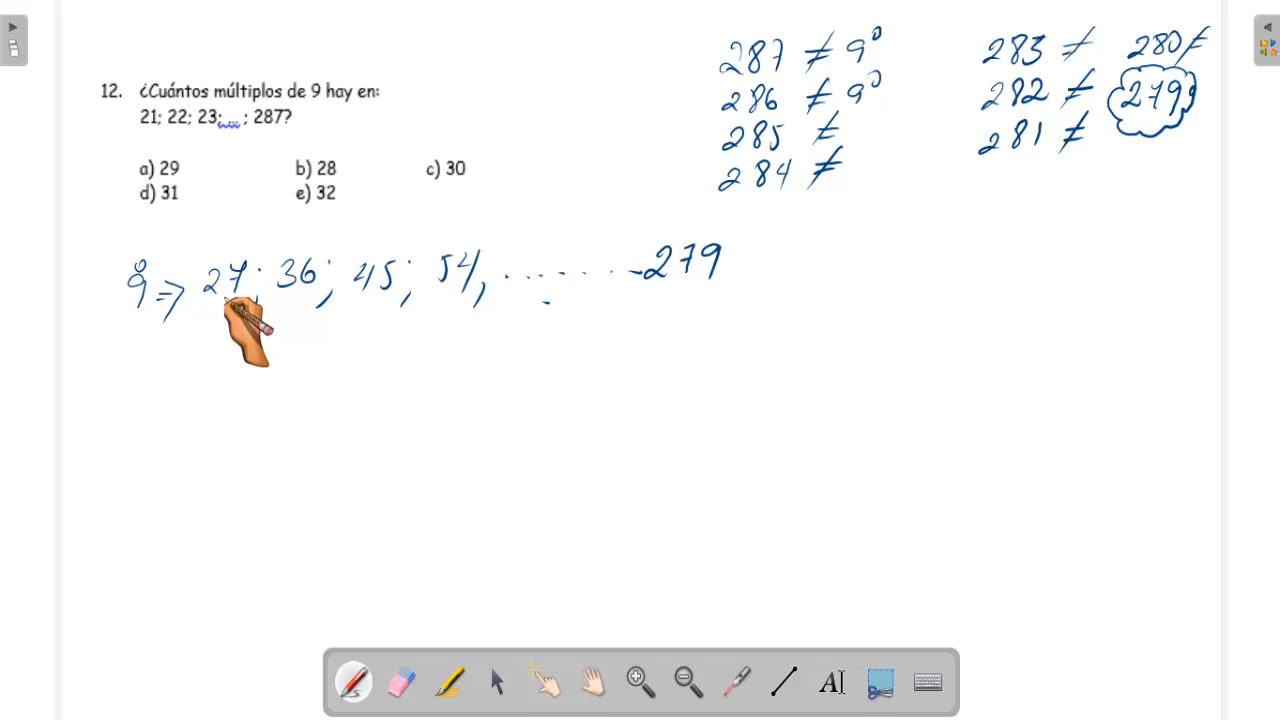 12. ¿Cuántos múltiplos de 9 hay en:
21; 22; 23; ... ; 287?
a) 29 b) 28 c) 30
d) 31 e) 32
287 ≠ 9°
286 ≠ 9°
285 ≠
284 ≠
283 ≠
282 ≠
281 ≠
280 ≠
279
9° => 27; 36; 45; 54, ........ 279
A